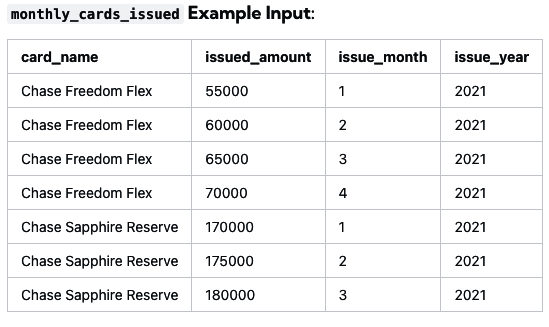 monthly_cards_issued Example Input:
card_name issued_amount issue_month issue_year
Chase Freedom Flex 55000 1 2021
Chase Freedom Flex 60000 2 2021
Chase Freedom Flex 65000 3 2021
Chase Freedom Flex 70000 4 2021
Chase Sapphire Reserve 170000 1 2021
Chase Sapphire Reserve 175000 2 2021
Chase Sapphire Reserve 180000 3 2021